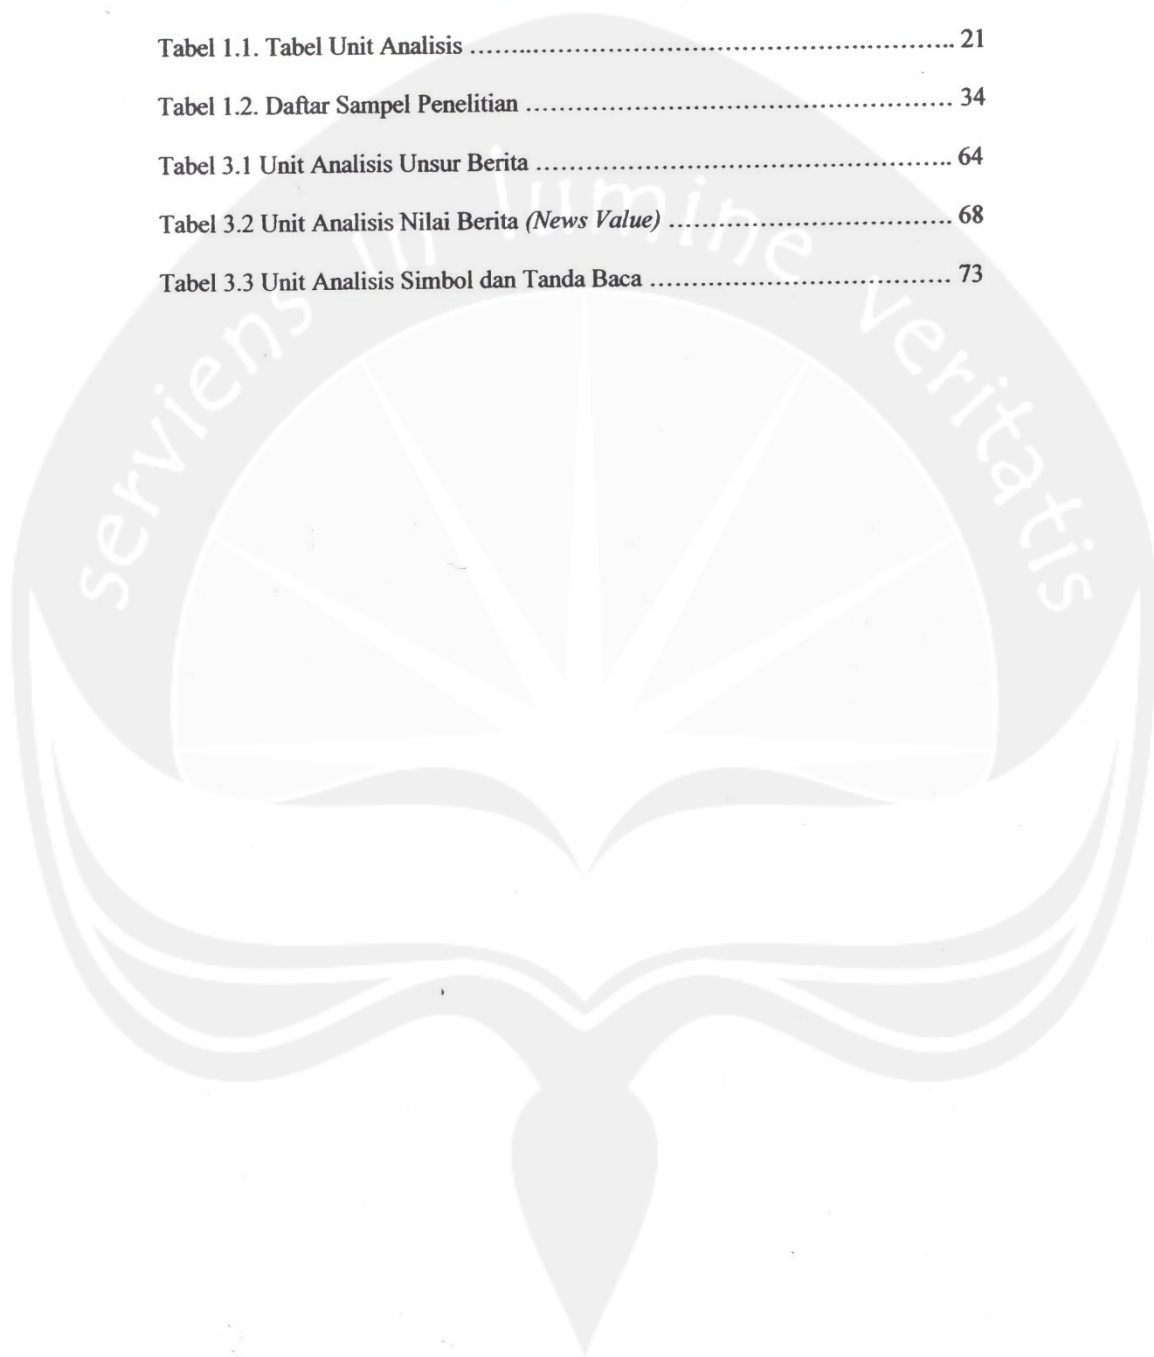 Tabel 1.1. Tabel Unit Analisis ........................................................... 21
Tabel 1.2. Daftar Sampel Penelitian .................................................... 34
Tabel 3.1 Unit Analisis Unsur Berita ................................................... 64
Tabel 3.2 Unit Analisis Nilai Berita (News Value) .................................. 68
Tabel 3.3 Unit Analisis Simbol dan Tanda Baca .................................... 73
serviens in lumine veritatis